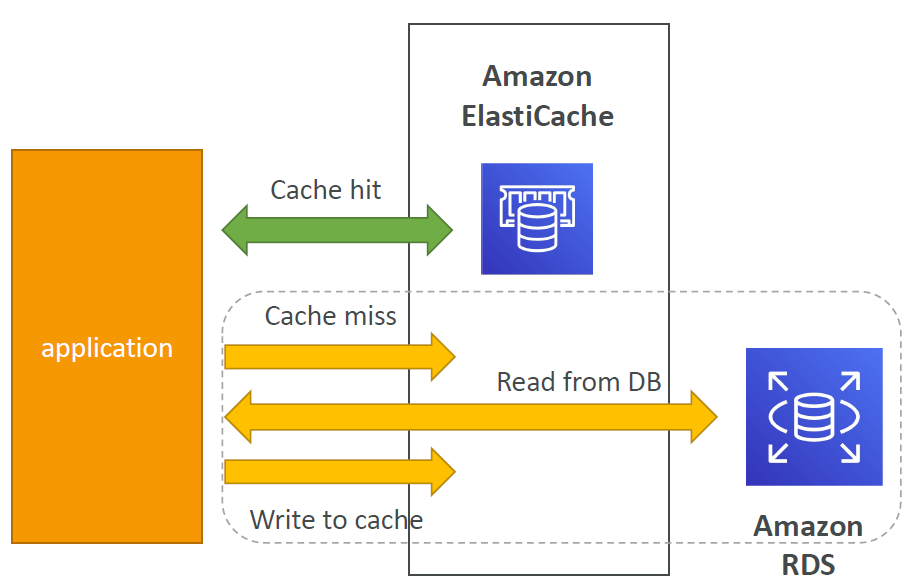 Amazon
ElastiCache
Cache hit
application
Cache miss
Read from DB
Write to cache
Amazon
RDS